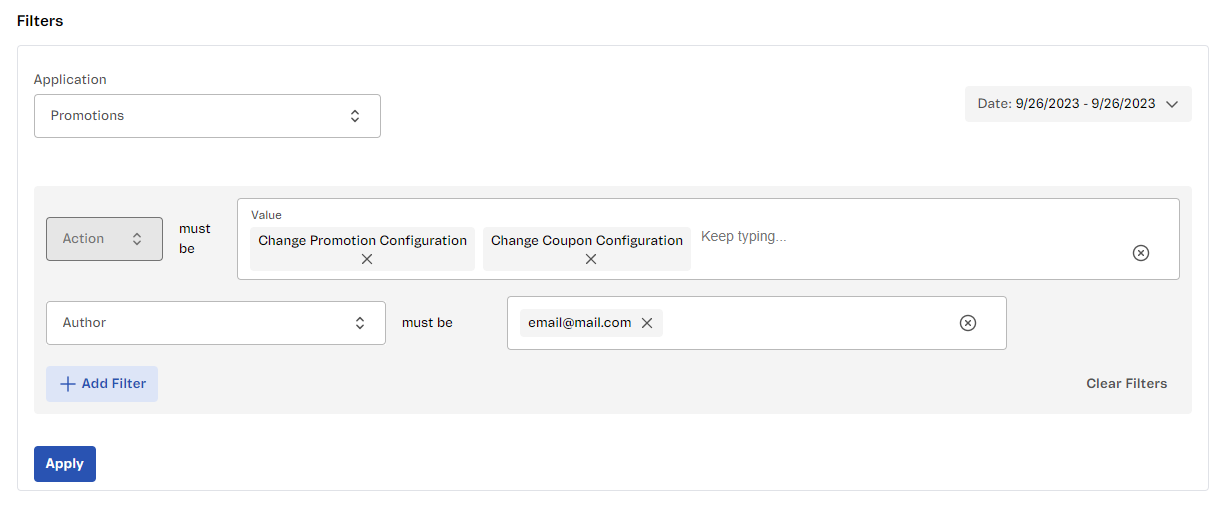 Filters
Application
Promotions
Date: 9/26/2023 - 9/26/2023
Action
must
be
Value
Change Promotion Configuration
Change Coupon Configuration
Keep typing...
Author
must be
email@mail.com
Add Filter
Clear Filters
Apply